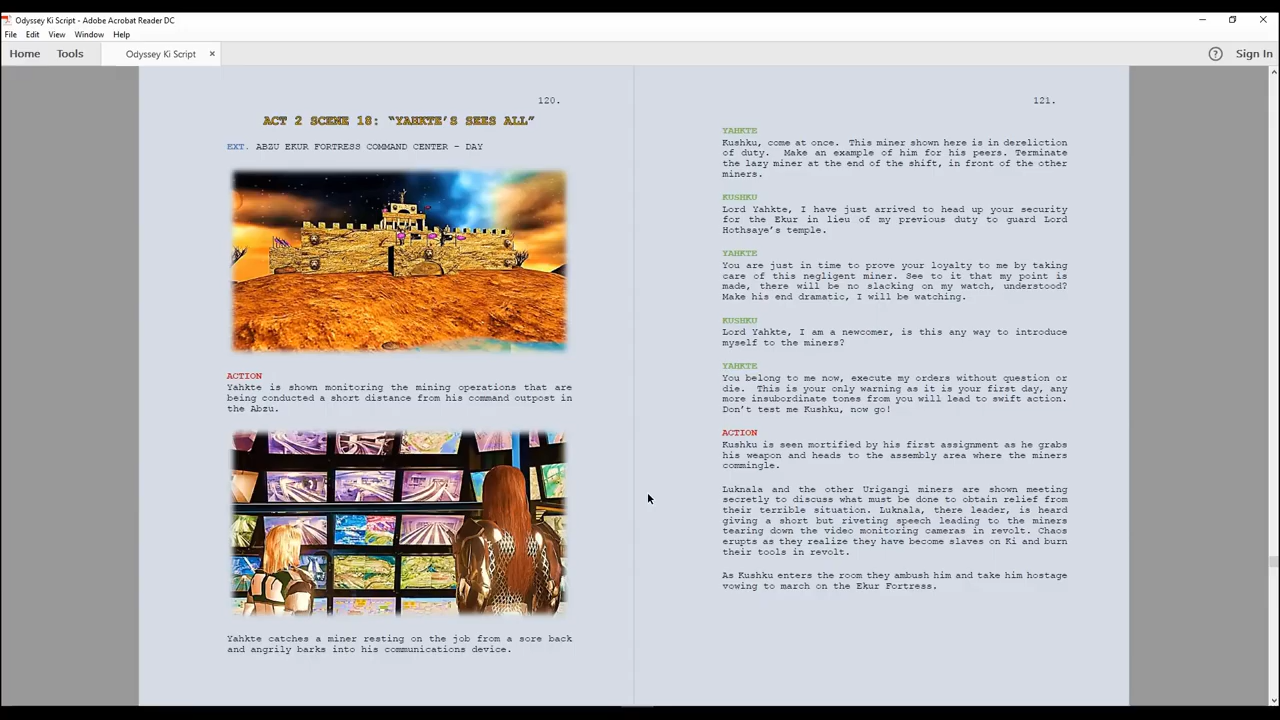 Odyssey Ki Script - Adobe Acrobat Reader DC
File Edit View Window Help
Home Tools Odyssey Ki Script × ? Sign In
120.
ACT 2 SCENE 18: “YAHKTE’S SEES ALL”
EXT. ABZU EKUR FORTRESS COMMAND CENTER – DAY
ACTION
Yahkte is shown monitoring the mining operations that are
being conducted a short distance from his command outpost in
the Abzu.
Yahkte catches a miner resting on the job from a sore back
and angrily barks into his communications device.
121.
YAHKTE
Kushku, come at once. This miner shown here is in dereliction
of duty. Make an example of him for his peers. Terminate
the lazy miner at the end of the shift, in front of the other
miners.
KUSHKU
Lord Yahkte, I have just arrived to head up your security
for the Ekur in lieu of my previous duty to guard Lord
Hothsaye’s temple.
YAHKTE
You are just in time to prove your loyalty to me by taking
care of this negligent miner. See to it that my point is
made, there will be no slacking on my watch, understood?
Make his end dramatic, I will be watching.
KUSHKU
Lord Yahkte, I am a newcomer, is this any way to introduce
myself to the miners?
YAHKTE
You belong to me now, execute my orders without question or
die. This is your only warning as it is your first day, any
more insubordinate tones from you will lead to swift action.
Don’t test me Kushku, now go!
ACTION
Kushku is seen mortified by his first assignment as he grabs
his weapon and heads to the assembly area where the miners
commingle.
Luknala and the other Urigangi miners are shown meeting
secretly to discuss what must be done to obtain relief from
their terrible situation. Luknala, there leader, is heard
giving a short but riveting speech leading to the miners
tearing down the video monitoring cameras in revolt. Chaos
erupts as they realize they have become slaves on Ki and burn
their tools in revolt.
As Kushku enters the room they ambush him and take him hostage
vowing to march on the Ekur Fortress.